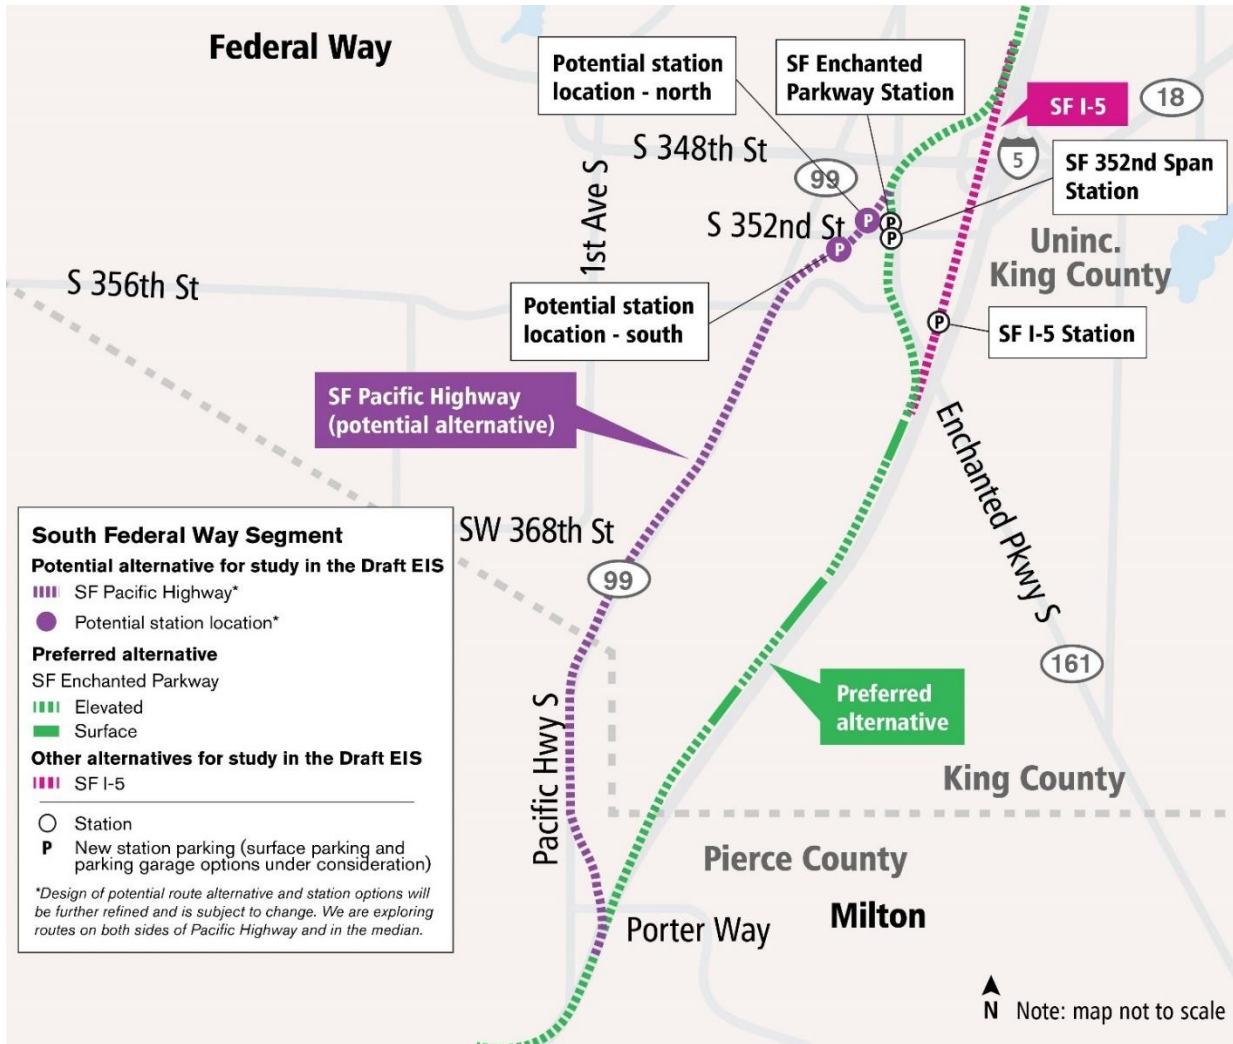 Federal Way
Potential station
location - north
SF Enchanted
Parkway Station
SF I-5
18
S 348th St
5
SF 352nd Span
Station
99
1st Ave S
S 352nd St
P
P
P
P
Uninc.
King County
S 356th St
Potential station
location - south
P
SF I-5 Station
SF Pacific Highway
(potential alternative)
Enchanted Pkwy S
SW 368th St
99
161
Preferred
alternative
Pacific Hwy S
King County
Pierce County
Porter Way
Milton
South Federal Way Segment
Potential alternative for study in the Draft EIS
SF Pacific Highway*
Potential station location*
Preferred alternative
SF Enchanted Parkway
Elevated
Surface
Other alternatives for study in the Draft EIS
SF I-5
Station
P New station parking (surface parking and
parking garage options under consideration)
*Design of potential route alternative and station options will
be further refined and is subject to change. We are exploring
routes on both sides of Pacific Highway and in the median.
N Note: map not to scale